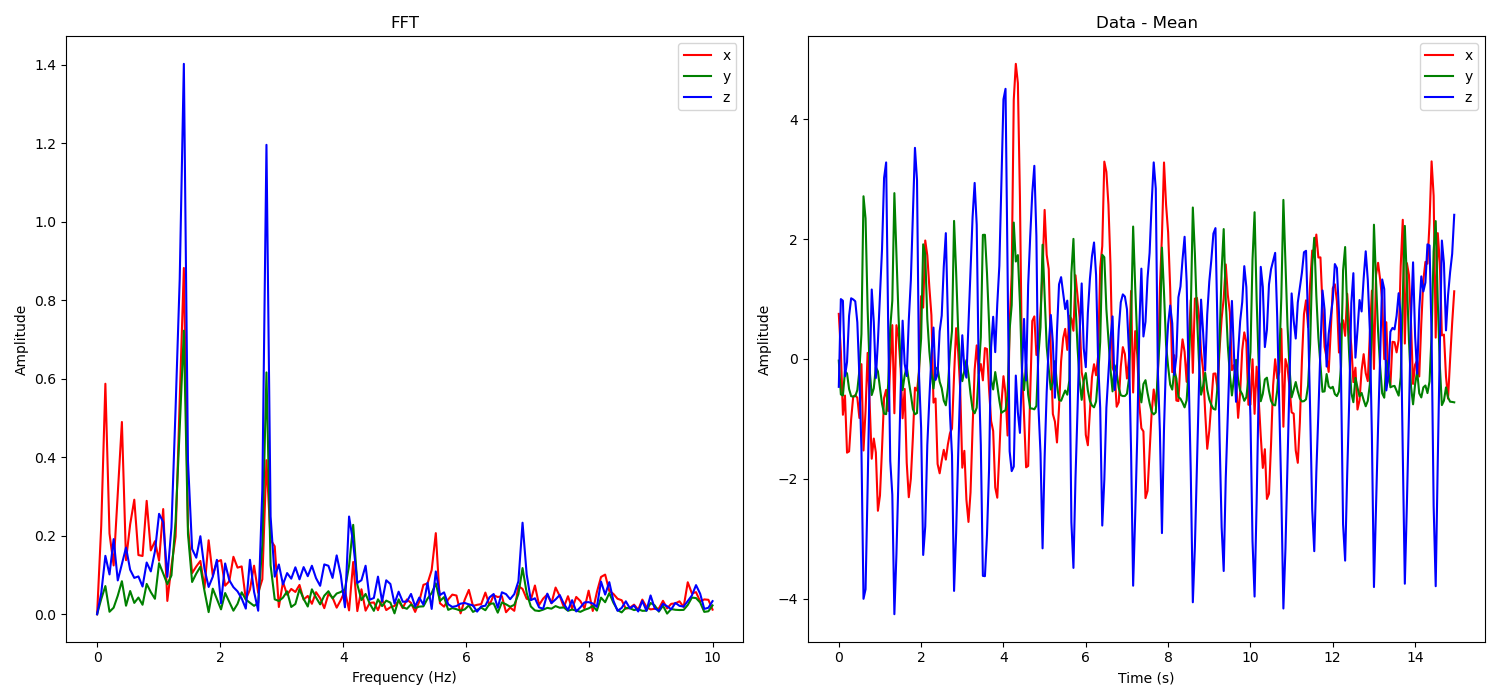 FFT
Amplitude
1.4
1.2
1.0
0.8
0.6
0.4
0.2
0.0
0 2 4 6 8 10
Frequency (Hz)
x
y
z
Data - Mean
Amplitude
4
2
0
−2
−4
0 2 4 6 8 10 12 14
Time (s)
x
y
z